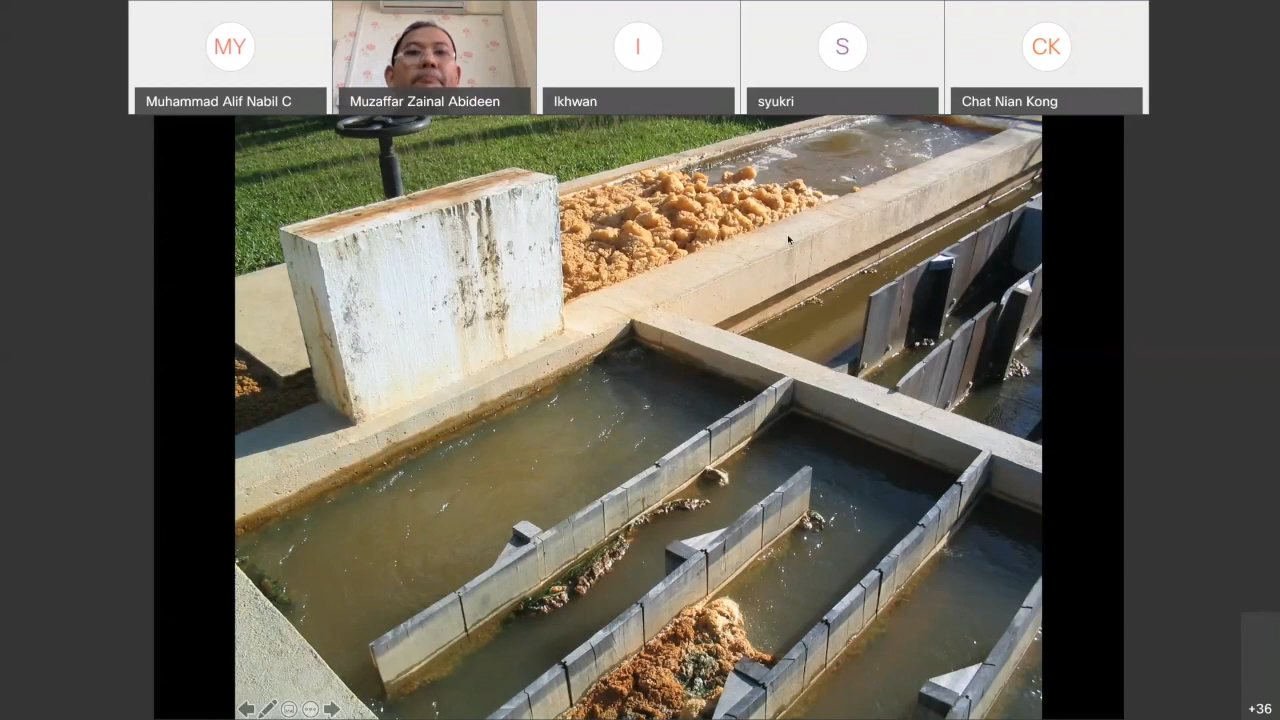 MY
I
S
CK
Muhammad Alif Nabil C
Muzaffar Zainal Abideen
Ikhwan
syukri
Chat Nian Kong
+36